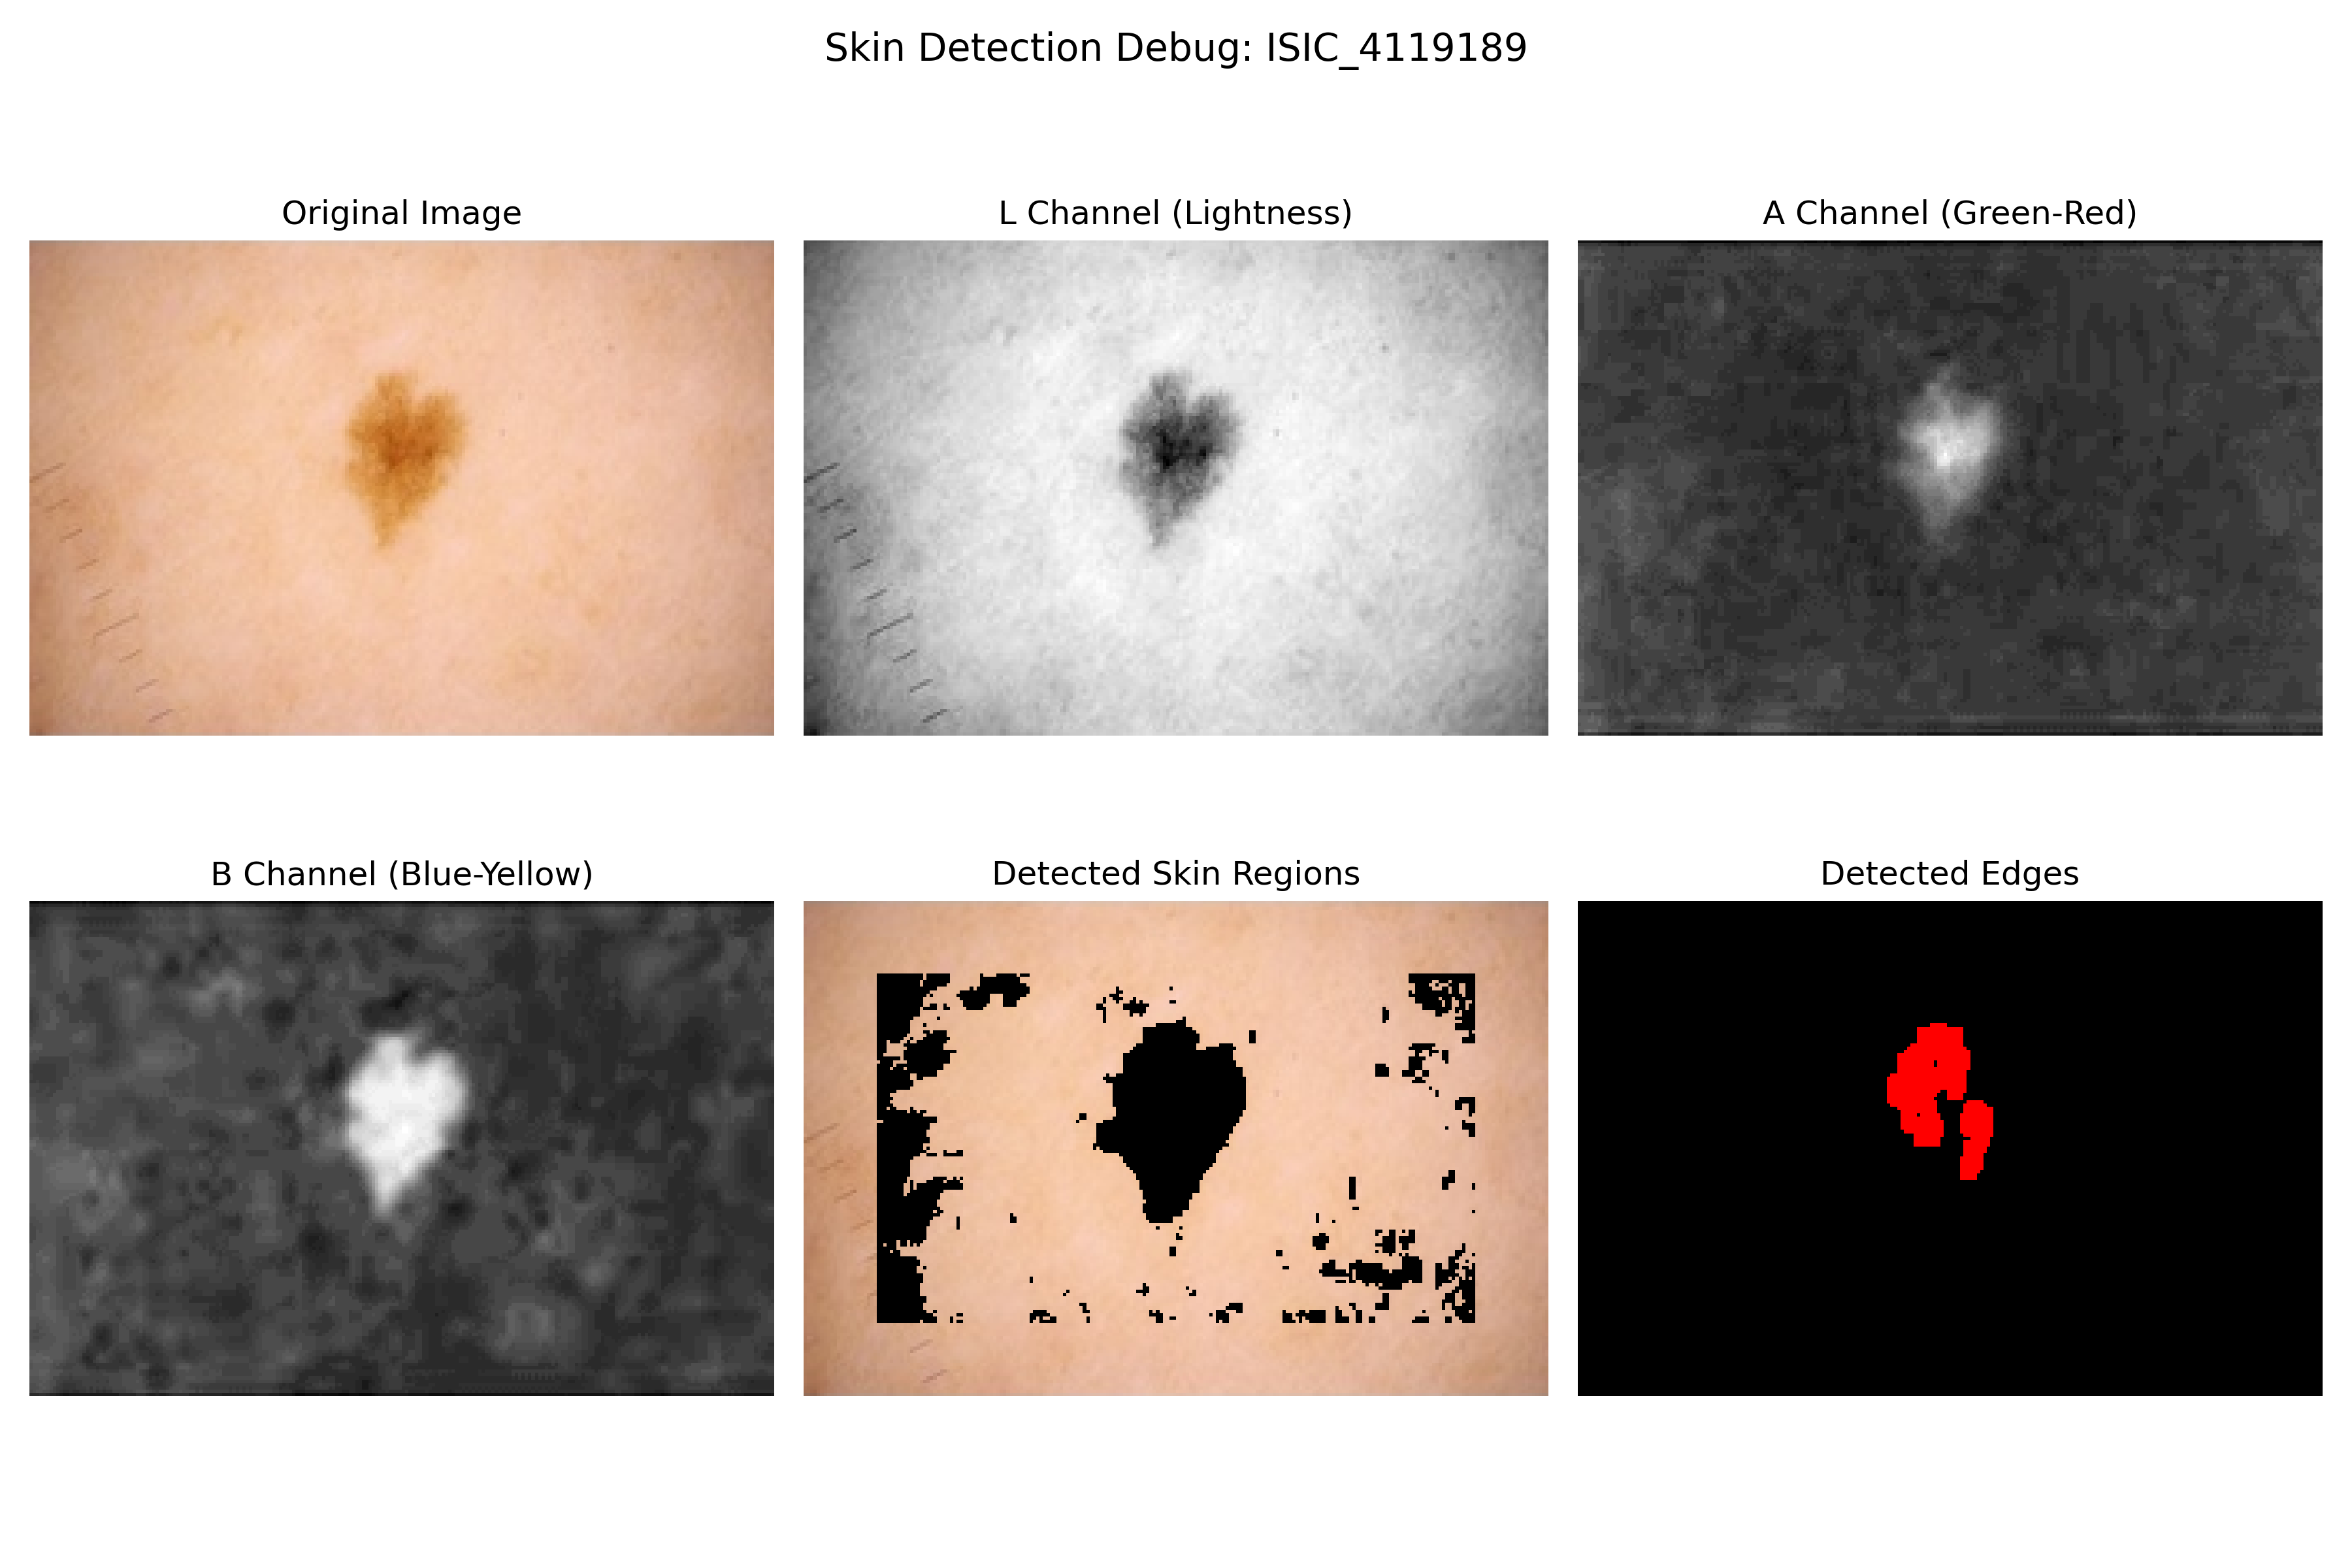 Skin Detection Debug: ISIC_4119189
Original Image
L Channel (Lightness)
A Channel (Green-Red)
B Channel (Blue-Yellow)
Detected Skin Regions
Detected Edges